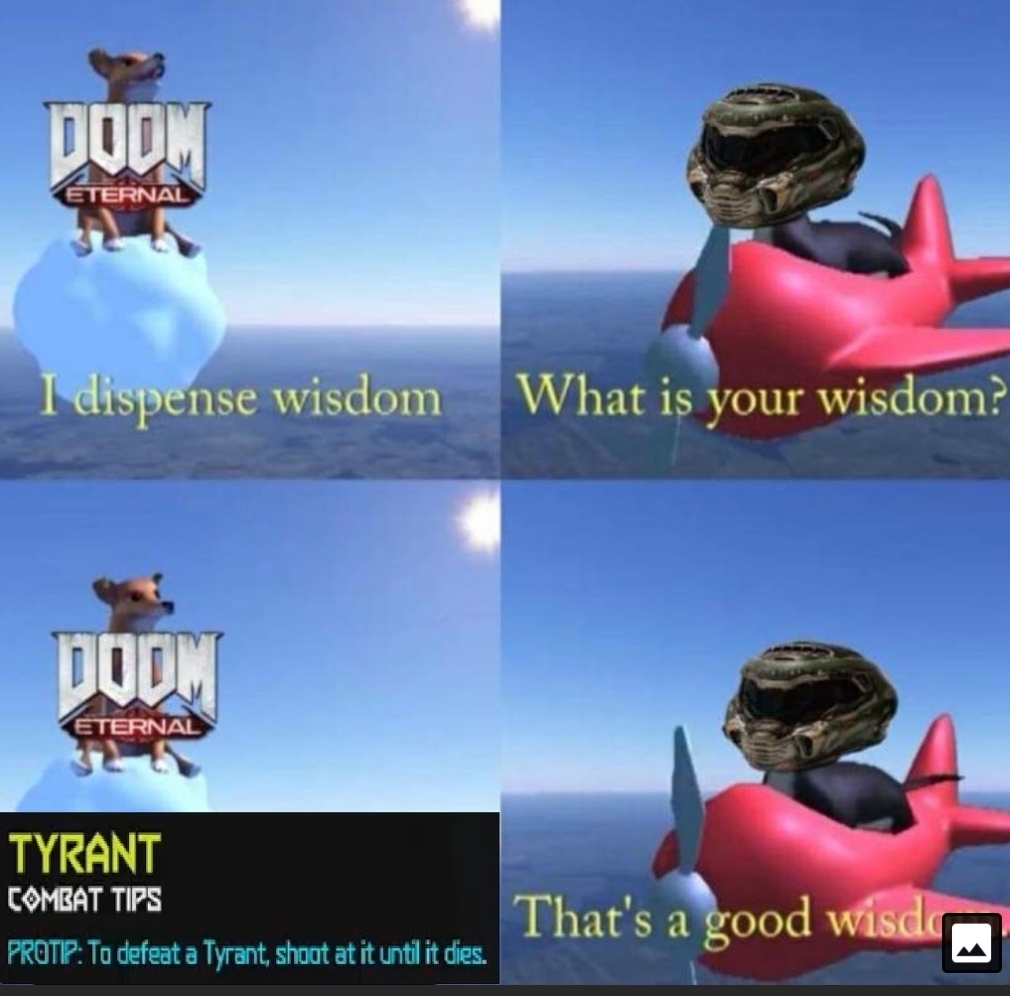 DOOM
ETERNAL
I dispense wisdom
What is your wisdom?
DOOM
ETERNAL
TYRANT
COMBAT TIPS
PROTIP: To defeat a Tyrant, shoot at it until it dies.
That's a good